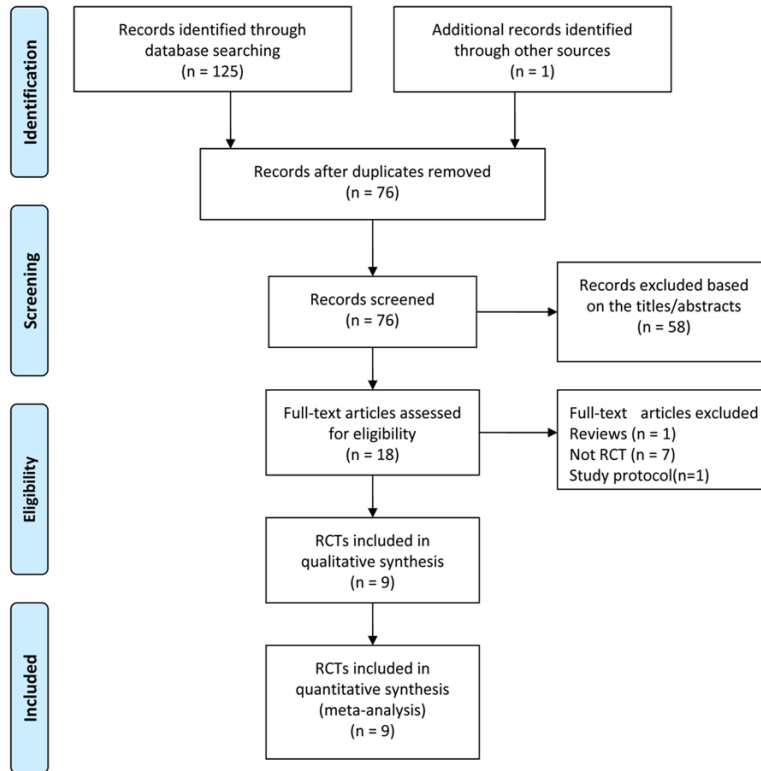 Identification
Records identified through
database searching
(n = 125)
Additional records identified
through other sources
(n = 1)
Records after duplicates removed
(n = 76)
Screening
Records screened
(n = 76)
Records excluded based
on the titles/abstracts
(n = 58)
Eligibility
Full-text articles assessed
for eligibility
(n = 18)
Full-text articles excluded
Reviews (n = 1)
Not RCT (n = 7)
Study protocol(n=1)
RCTs included in
qualitative synthesis
(n = 9)
Included
RCTs included in
quantitative synthesis
(meta-analysis)
(n = 9)